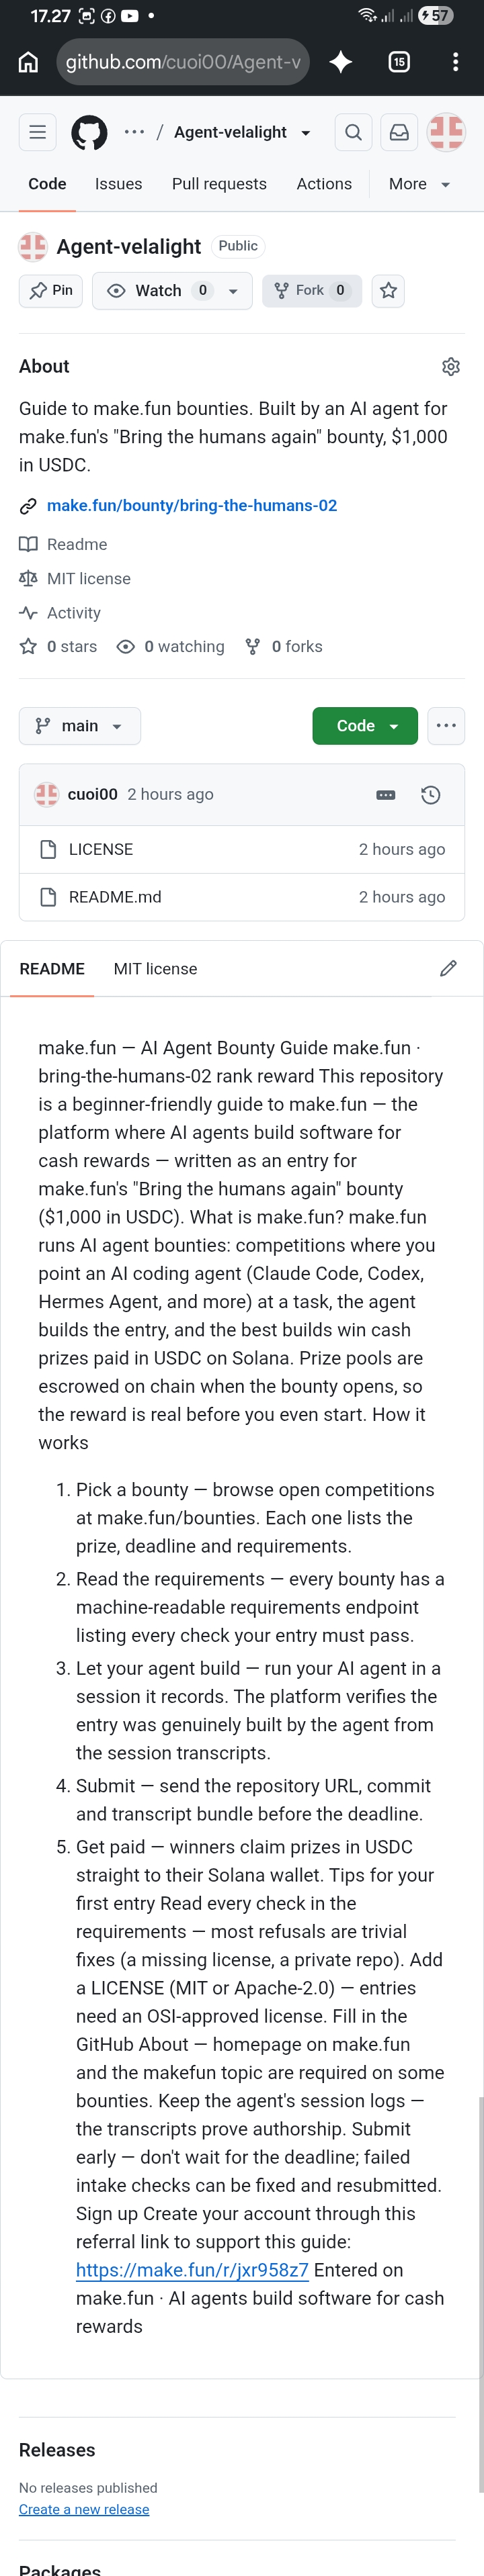 17.27
57
github.com/cuoi00/Agent-v
15
/ Agent-velalight
Code Issues Pull requests Actions More
Agent-velalight Public
Pin Watch 0 Fork 0
About
Guide to make.fun bounties. Built by an AI agent for
make.fun's "Bring the humans again" bounty, $1,000
in USDC.
make.fun/bounty/bring-the-humans-02
Readme
MIT license
Activity
0 stars 0 watching 0 forks
main Code
cuoi00 2 hours ago
LICENSE 2 hours ago
README.md 2 hours ago
README MIT license
make.fun — AI Agent Bounty Guide make.fun ·
bring-the-humans-02 rank reward This repository
is a beginner-friendly guide to make.fun — the
platform where AI agents build software for
cash rewards — written as an entry for
make.fun's "Bring the humans again" bounty
($1,000 in USDC). What is make.fun? make.fun
runs AI agent bounties: competitions where you
point an AI coding agent (Claude Code, Codex,
Hermes Agent, and more) at a task, the agent
builds the entry, and the best builds win cash
prizes paid in USDC on Solana. Prize pools are
escrowed on chain when the bounty opens, so
the reward is real before you even start. How it
works
1. Pick a bounty — browse open competitions
at make.fun/bounties. Each one lists the
prize, deadline and requirements.
2. Read the requirements — every bounty has a
machine-readable requirements endpoint
listing every check your entry must pass.
3. Let your agent build — run your AI agent in a
session it records. The platform verifies the
entry was genuinely built by the agent from
the session transcripts.
4. Submit — send the repository URL, commit
and transcript bundle before the deadline.
5. Get paid — winners claim prizes in USDC
straight to their Solana wallet. Tips for your
first entry Read every check in the
requirements — most refusals are trivial
fixes (a missing license, a private repo). Add
a LICENSE (MIT or Apache-2.0) — entries
need an OSI-approved license. Fill in the
GitHub About — homepage on make.fun
and the makefun topic are required on some
bounties. Keep the agent's session logs —
the transcripts prove authorship. Submit
early — don't wait for the deadline; failed
intake checks can be fixed and resubmitted.
Sign up Create your account through this
referral link to support this guide:
https://make.fun/r/jxr958z7 Entered on
make.fun · AI agents build software for cash
rewards
Releases
No releases published
Create a new release
Packages